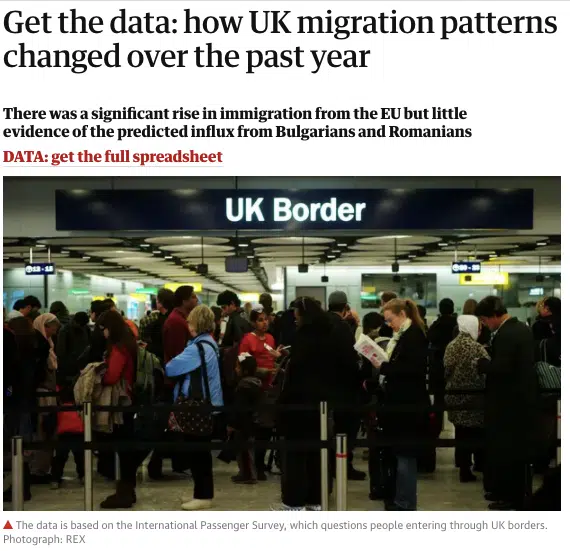 Get the data: how UK migration patterns
changed over the past year
There was a significant rise in immigration from the EU but little
evidence of the predicted influx from Bulgarians and Romanians
DATA: get the full spreadsheet
UK Border
The data is based on the International Passenger Survey, which questions people entering through UK borders.
Photograph: REX